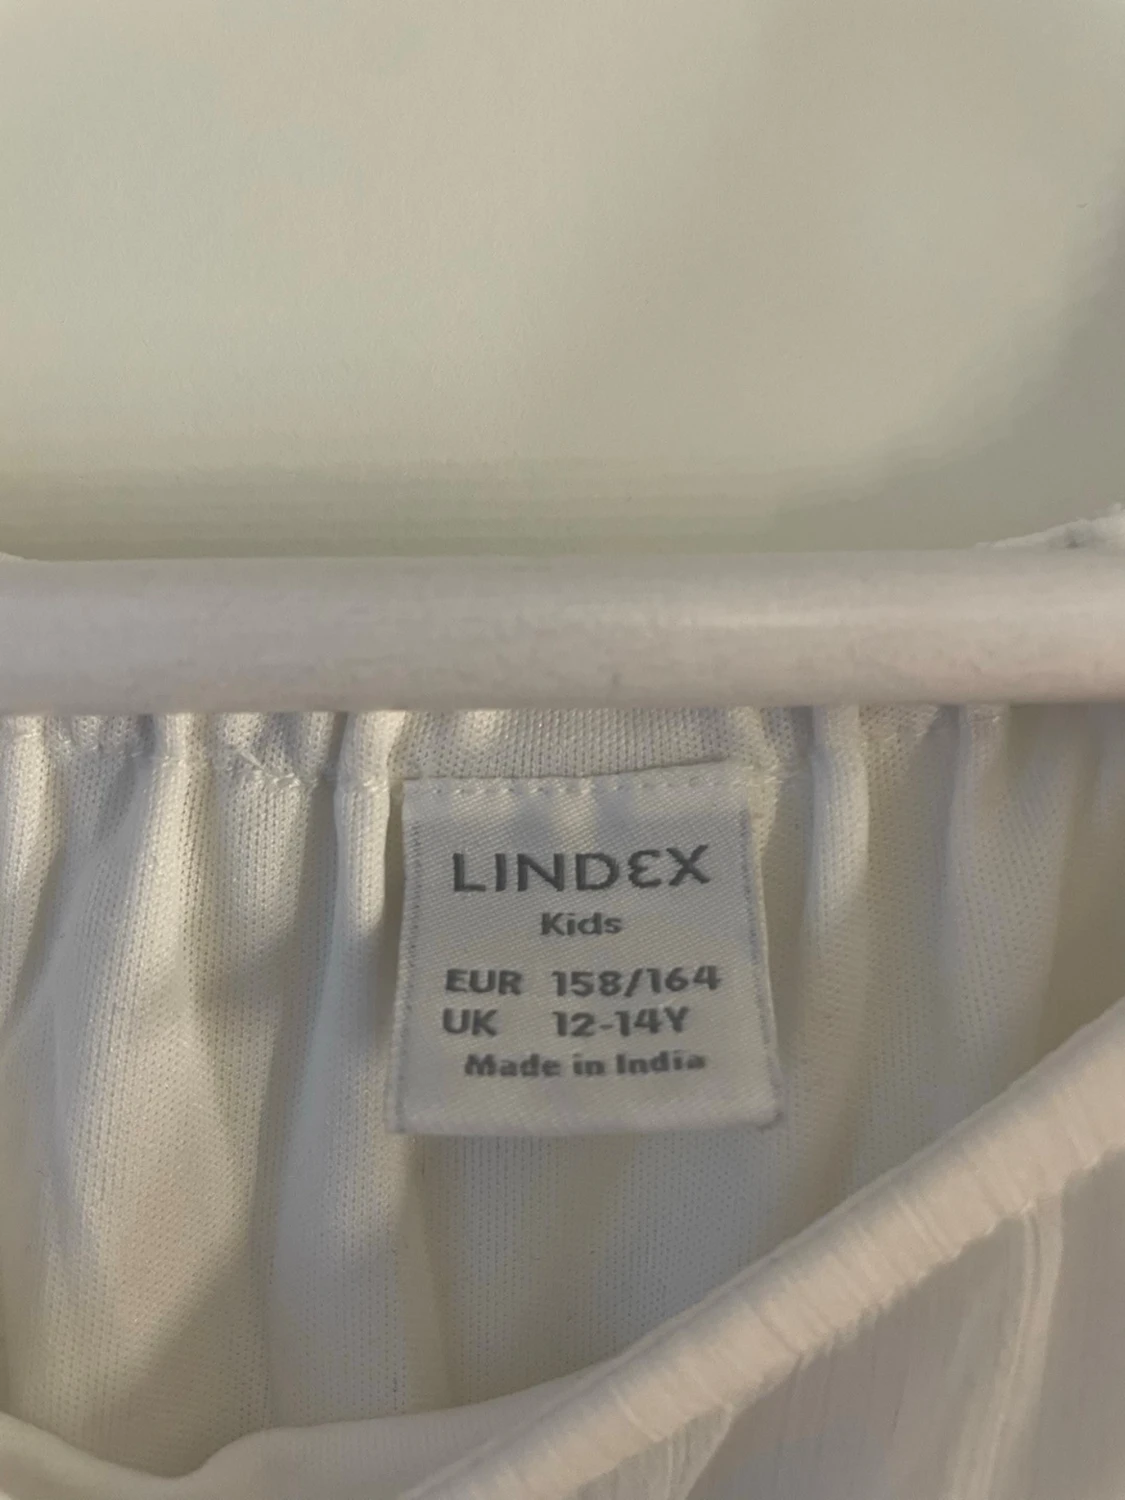 LINDEX
Kids
EUR 158/164
UK 12-14Y
Made in India